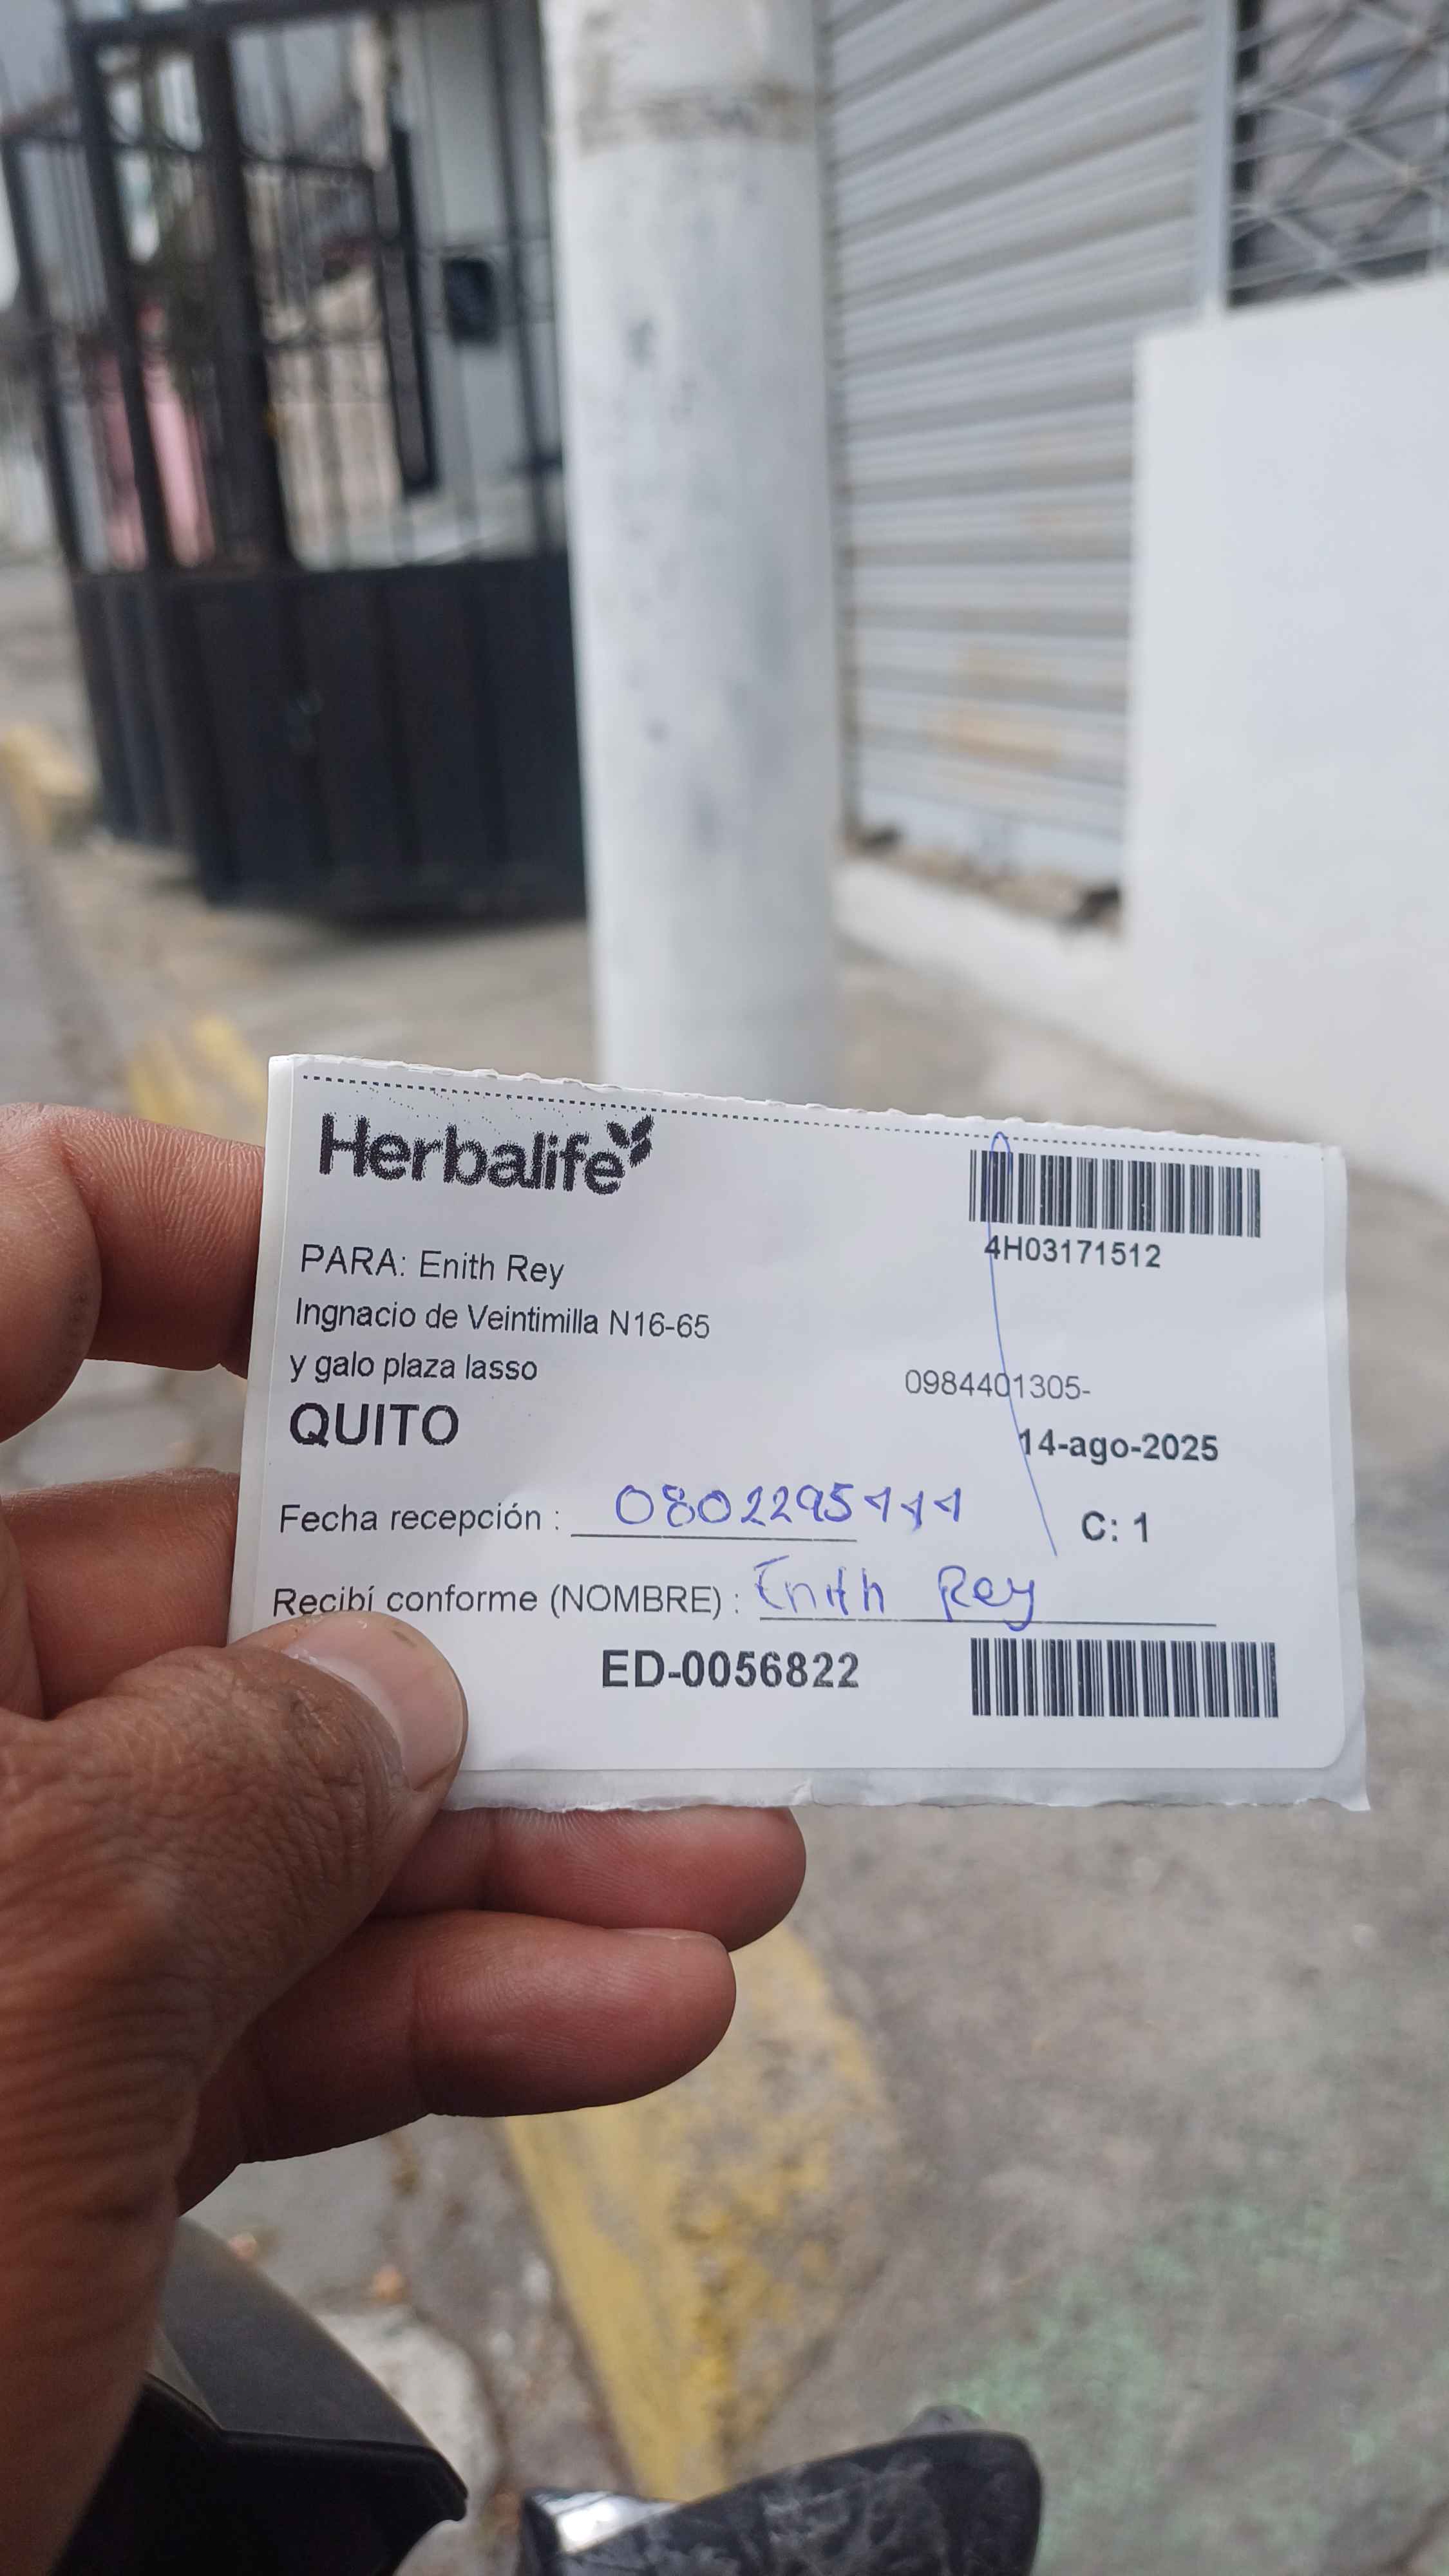 Herbalife
4H03171512
PARA: Enith Rey
Ingnacio de Veintimilla N16-65
y galo plaza lasso
0984401305-
QUITO
14-ago-2025
Fecha recepción : 0802295111
C: 1
Recibí conforme (NOMBRE) : Enith Rey
ED-0056822